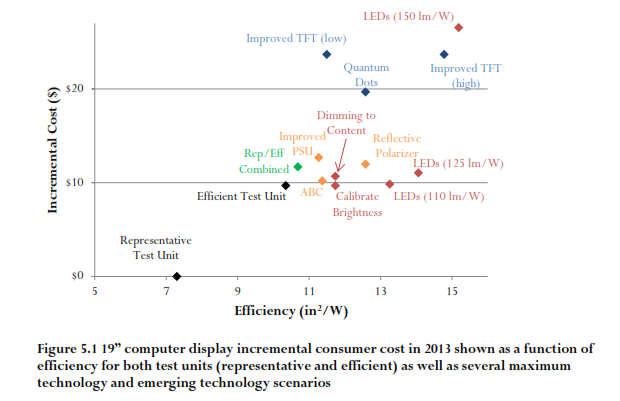 LEDs (150 lm/W)
Improved TFT (low)
Quantum
Dots
Improved TFT
(high)
$20
Dimming to
Content
Improved
PSU
Reflective
Polarizer
Rep/Eff
Combined
LEDs (125 lm/W)
$10
Efficient Test Unit
ABC
Calibrate
Brightness
LEDs (110 lm/W)
Representative
Test Unit
$0
Incremental Cost ($)
5 7 9 11 13 15
Efficiency (in²/W)
Figure 5.1 19” computer display incremental consumer cost in 2013 shown as a function of
efficiency for both test units (representative and efficient) as well as several maximum
technology and emerging technology scenarios